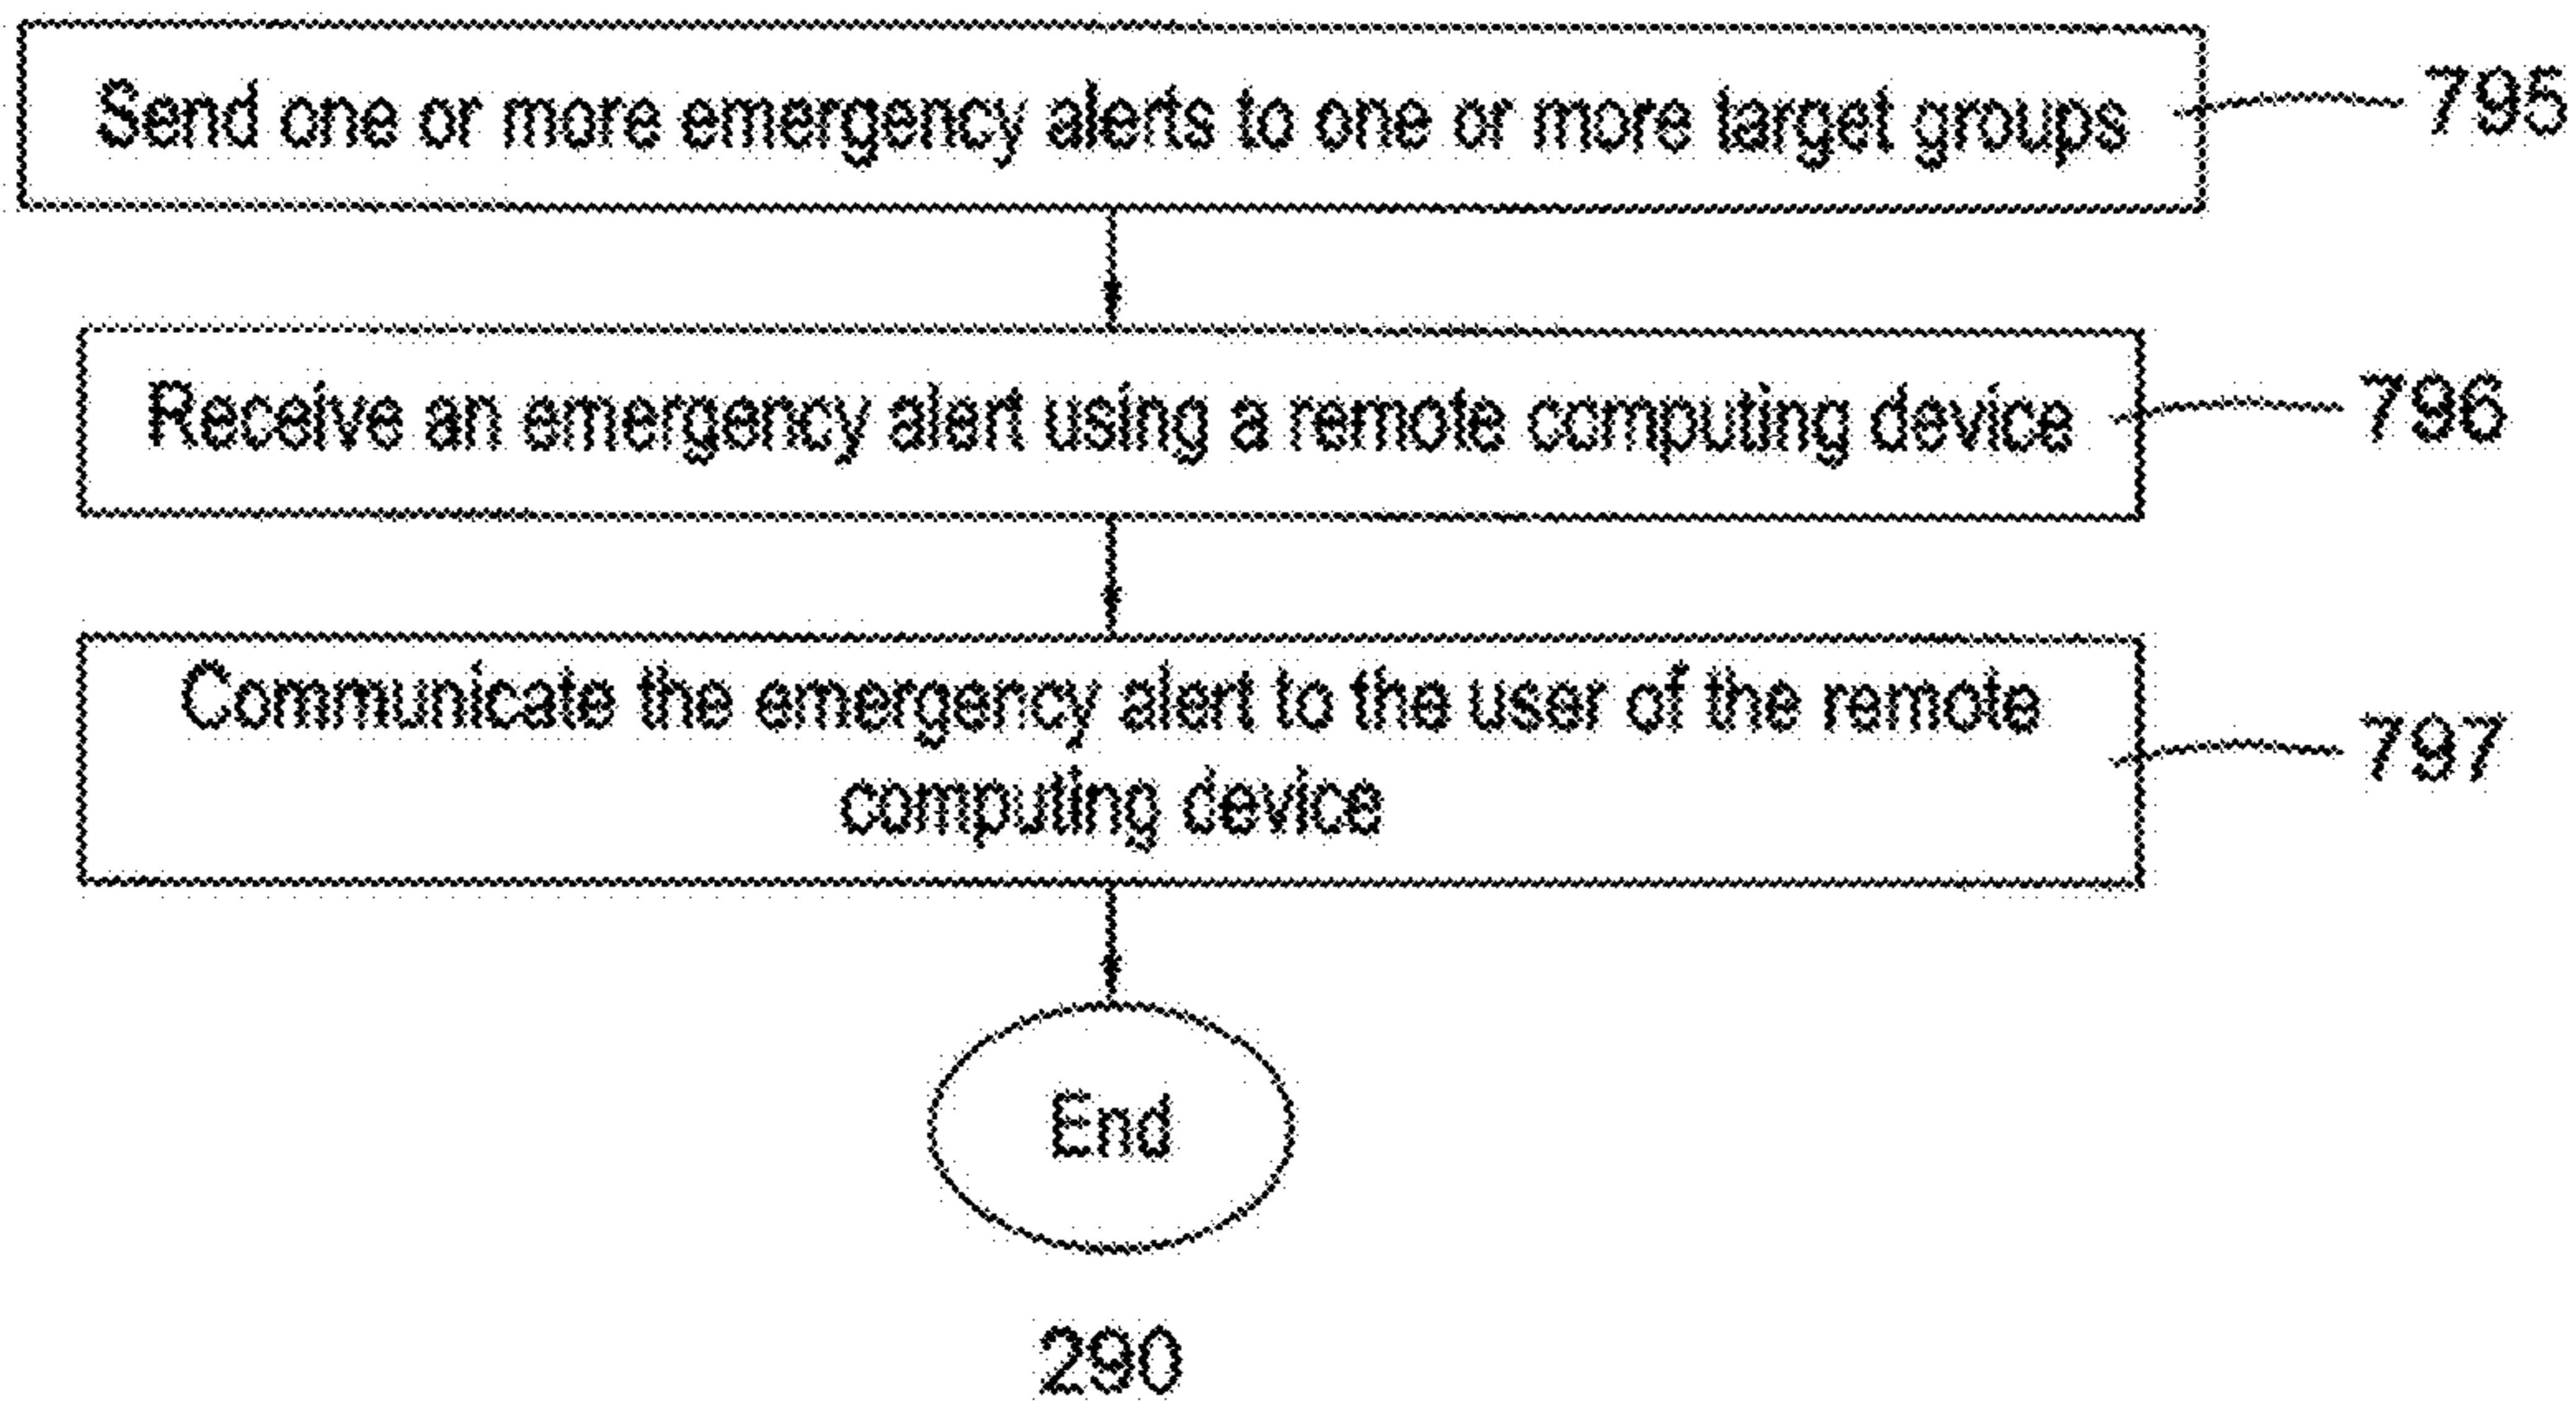 Send one or more emergency alerts to one or more target groups
795
Receive an emergency alert using a remote computing device
796
Communicate the emergency alert to the user of the remote
computing device
797
End
290